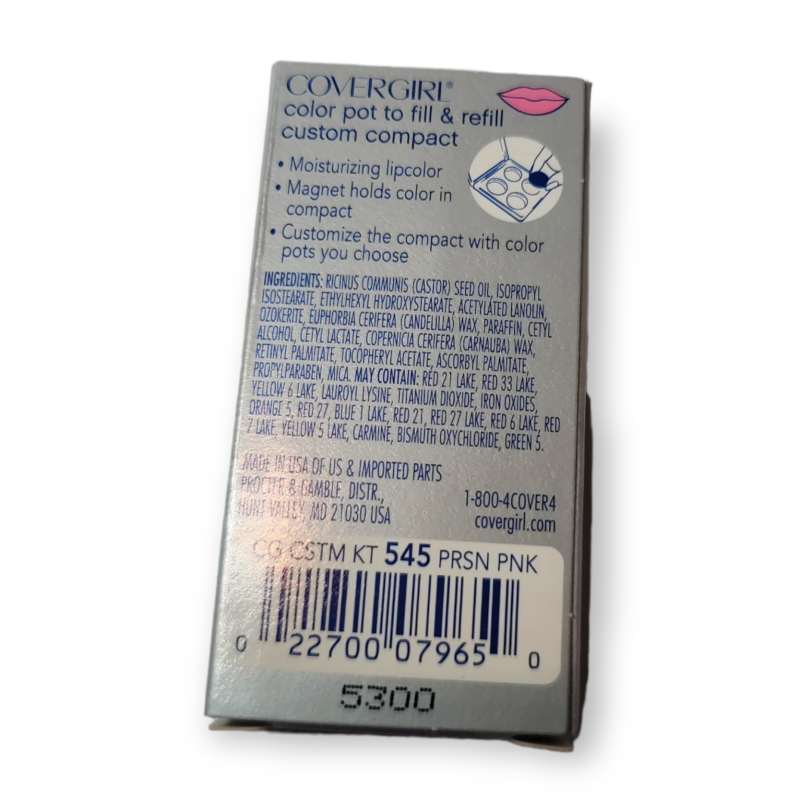 COVERGIRL®
color pot to fill & refill
custom compact
• Moisturizing lipcolor
• Magnet holds color in
compact
• Customize the compact with color
pots you choose
INGREDIENTS: RICINUS COMMUNIS (CASTOR) SEED OIL, ISOPROPYL
ISOSTEARATE, ETHYLHEXYL HYDROXYSTEARATE, ACETYLATED LANOLIN,
OZOKERITE, EUPHORBIA CERIFERA (CANDELILLA) WAX, PARAFFIN, CETYL
ALCOHOL, CETYL LACTATE, COPERNICIA CERIFERA (CARNAUBA) WAX,
RETINYL PALMITATE, TOCOPHERYL ACETATE, ASCORBYL PALMITATE,
PROPYLPARABEN, MICA. MAY CONTAIN: RED 21 LAKE, RED 33 LAKE,
YELLOW 6 LAKE, LAUROYL LYSINE, TITANIUM DIOXIDE, IRON OXIDES,
ORANGE 5, RED 27, BLUE 1 LAKE, RED 21, RED 27 LAKE, RED 6 LAKE, RED
7 LAKE, YELLOW 5 LAKE, CARMINE, BISMUTH OXYCHLORIDE, GREEN 5.
MADE IN USA OF US & IMPORTED PARTS
PROCTER & GAMBLE, DISTR.,
HUNT VALLEY, MD 21030 USA
1-800-4COVER4
covergirl.com
CG CSTM KT 545 PRSN PNK
0 22700 07965 0
5300